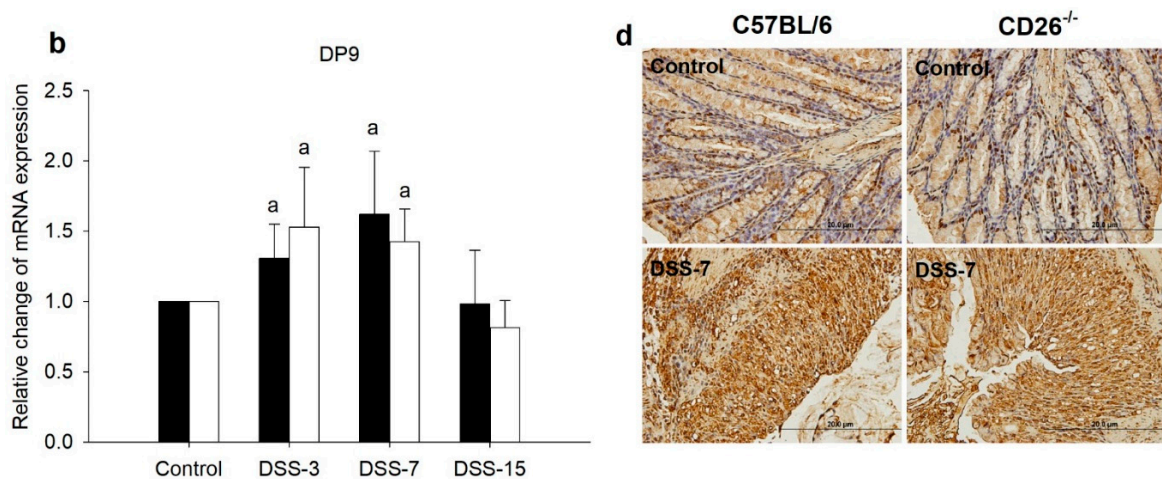 b
DP9
Relative change of mRNA expression
2.5
2.0
1.5
1.0
0.5
0.0
a
a
a
a
Control
DSS-3
DSS-7
DSS-15
d
C57BL/6
CD26-/-
Control
Control
20.0 µm
20.0 µm
DSS-7
DSS-7
20.0 µm
20.0 µm